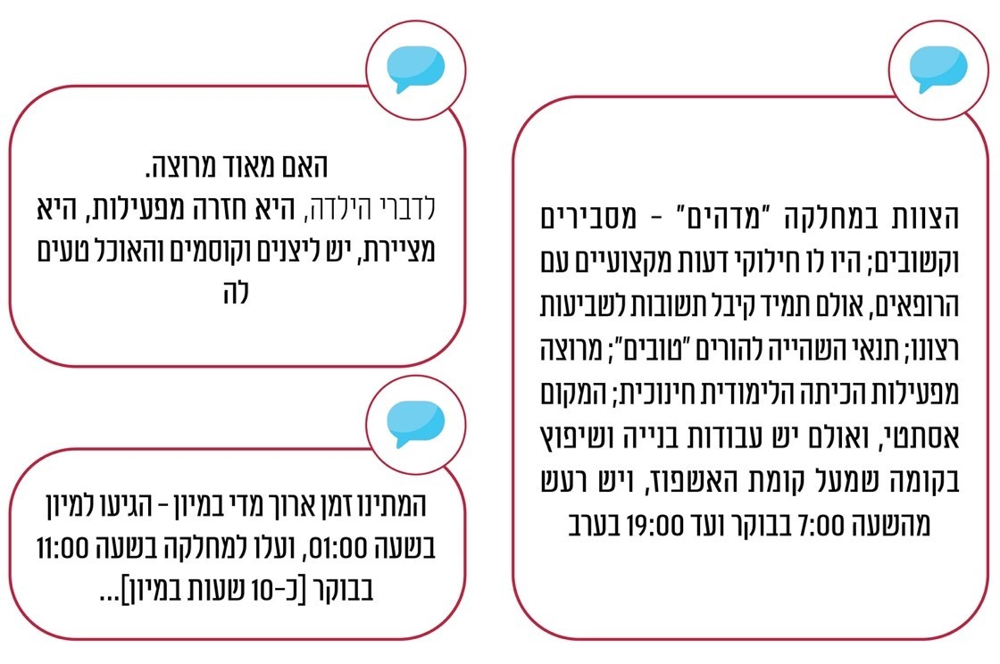 הצוות במחלקה "מדהים" - מסבירים
וקשובים; היו לו חילוקי דעות מקצועיים עם
הרופאים, אולם תמיד קיבל תשובות לשביעות
רצונו; תנאי השהייה להורים "טובים"; מרוצה
מפעילות הכיתה הלימודית חינוכית; המקום
אסתטי, ואולם יש עבודות בנייה ושיפוץ
בקומה שמעל קומת האשפוז, ויש רעש
מהשעה 7:00 בבוקר ועד 19:00 בערב
האם מאוד מרוצה.
לדברי הילדה, היא חזרה מפעילות, היא
מציירת, יש ליצנים וקוסמים והאוכל טעים
לה
המתינו זמן ארוך מדי במיון - הגיעו למיון
בשעה 01:00, ועלו למחלקה בשעה 11:00
בבוקר [כ-10 שעות במיון]...